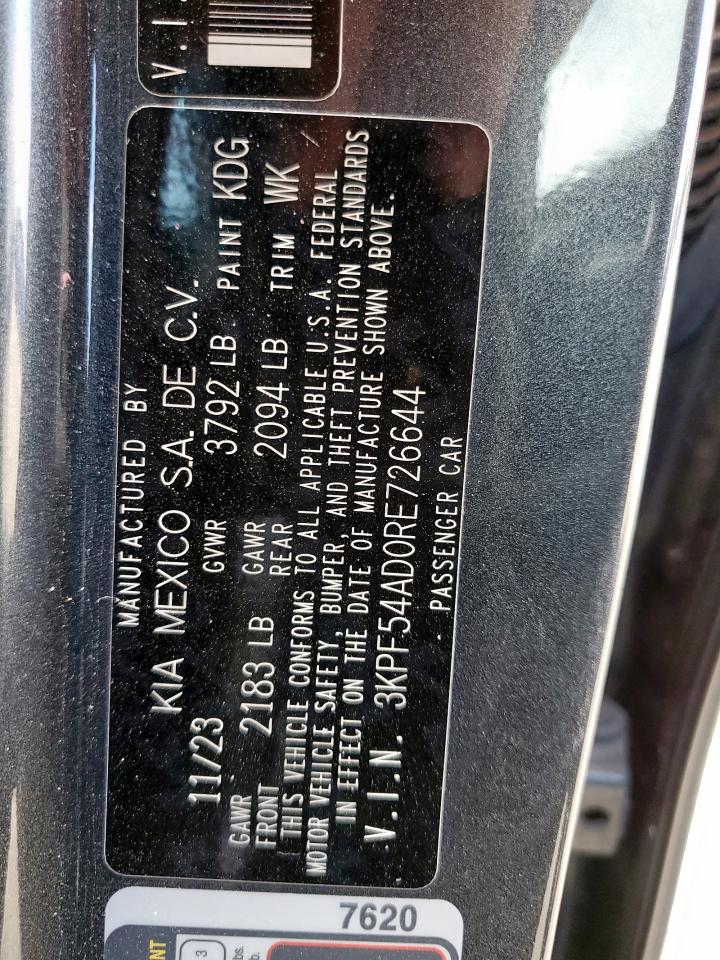 V.I.
MANUFACTURED BY
KIA MEXICO S.A. DE C.V.
11/23 GVWR 3792 LB PAINT KDG
GAWR FRONT 2183 LB GAWR REAR 2094 LB TRIM WK /
THIS VEHICLE CONFORMS TO ALL APPLICABLE U.S.A. FEDERAL
MOTOR VEHICLE SAFETY, BUMPER, AND THEFT PREVENTION STANDARDS
IN EFFECT ON THE DATE OF MANUFACTURE SHOWN ABOVE.
V.I.N. 3KPF54AD0RE726644
PASSENGER CAR
7620
3